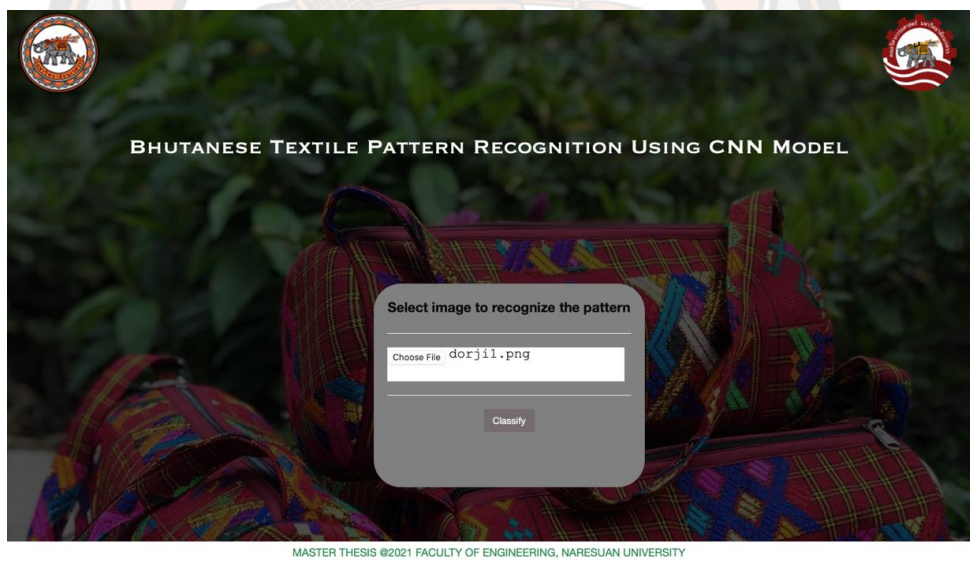 BHUTANESE TEXTILE PATTERN RECOGNITION USING CNN MODEL
Select image to recognize the pattern
Choose File dorji1.png
Classify
MASTER THESIS @2021 FACULTY OF ENGINEERING, NARESUAN UNIVERSITY